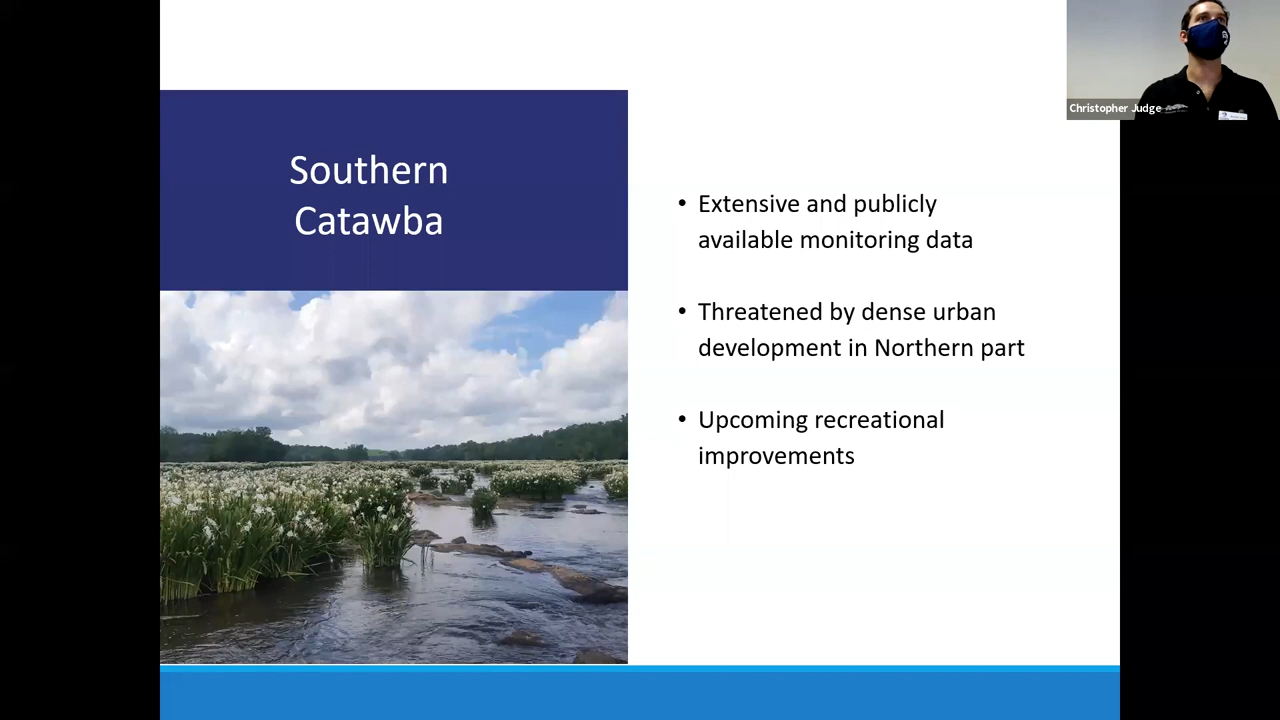 Southern
Catawba
• Extensive and publicly
available monitoring data
• Threatened by dense urban
development in Northern part
• Upcoming recreational
improvements
Christopher Judge